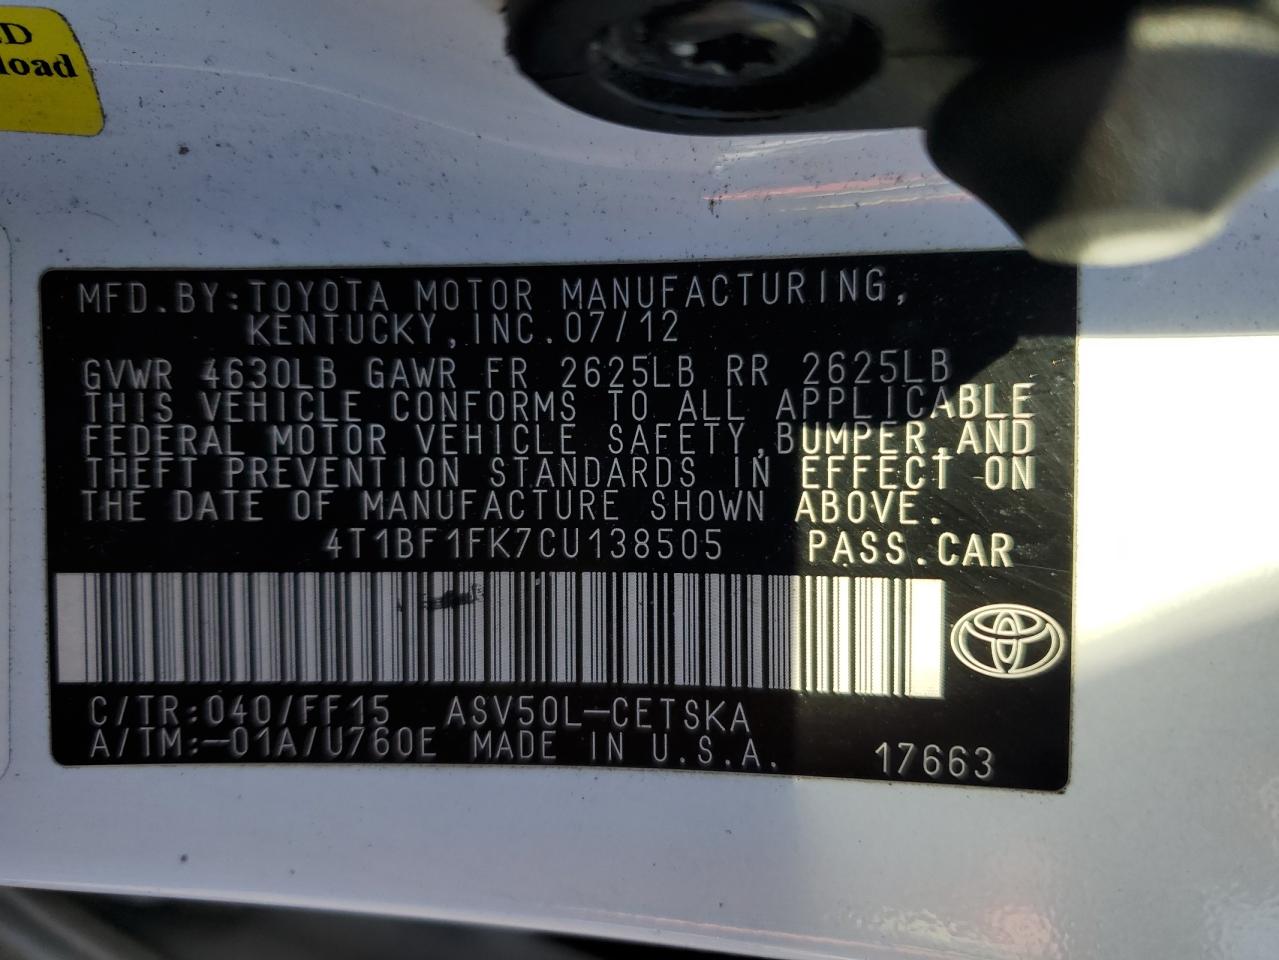 D
load
MFD.BY:TOYOTA MOTOR MANUFACTURING,
KENTUCKY,INC.07/12
GVWR 4630LB GAWR FR 2625LB RR 2625LB
THIS VEHICLE CONFORMS TO ALL APPLICABLE
FEDERAL MOTOR VEHICLE SAFETY,BUMPER,AND
THEFT PREVENTION STANDARDS IN EFFECT ON
THE DATE OF MANUFACTURE SHOWN ABOVE.
4T1BF1FK7CU138505 PASS.CAR
C/TR:040/FF15 ASV50L-CETSKA
A/TM:-01A/U760E MADE IN U.S.A. 17663